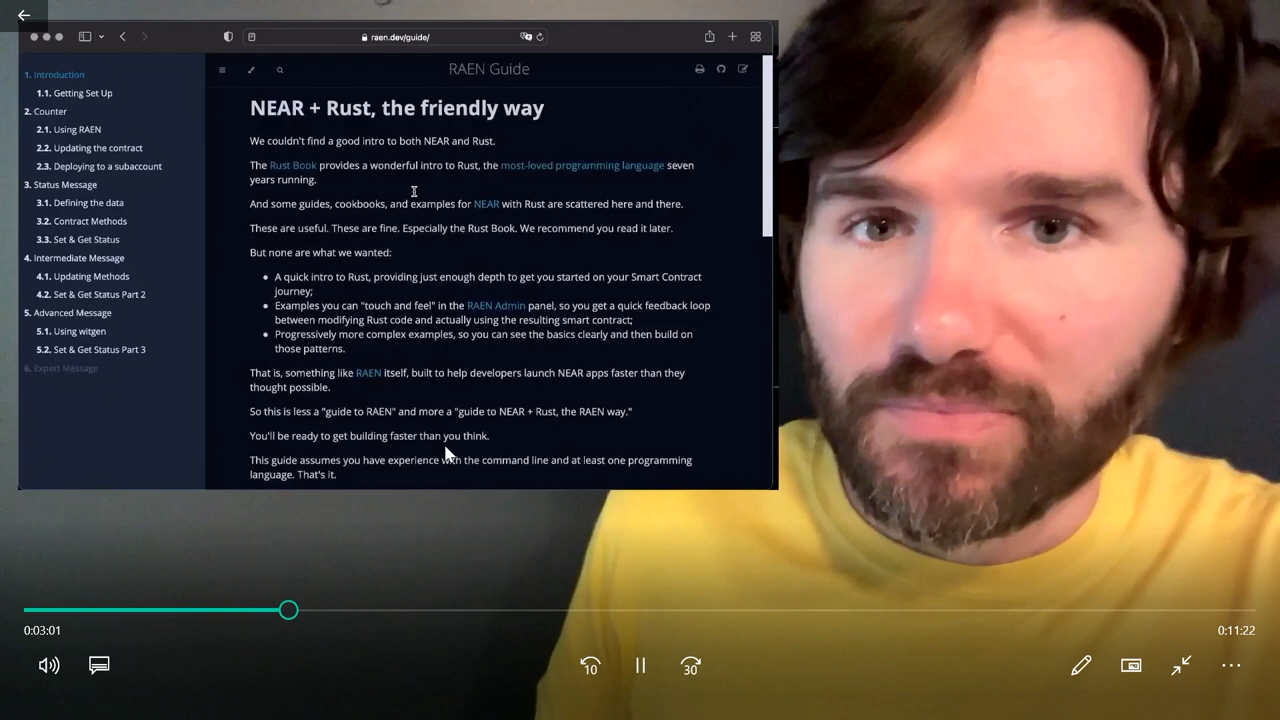 raen.dev/guide/
RAEN Guide
1. Introduction
1.1. Getting Set Up
2. Counter
2.1. Using RAEN
2.2. Updating the contract
2.3. Deploying to a subaccount
3. Status Message
3.1. Defining the data
3.2. Contract Methods
3.3. Set & Get Status
4. Intermediate Message
4.1. Updating Methods
4.2. Set & Get Status Part 2
5. Advanced Message
5.1. Using witgen
5.2. Set & Get Status Part 3
6. Expert Message
NEAR + Rust, the friendly way
We couldn't find a good intro to both NEAR and Rust.
The Rust Book provides a wonderful intro to Rust, the most-loved programming language seven
years running.
And some guides, cookbooks, and examples for NEAR with Rust are scattered here and there.
These are useful. These are fine. Especially the Rust Book. We recommend you read it later.
But none are what we wanted:
• A quick intro to Rust, providing just enough depth to get you started on your Smart Contract
journey;
• Examples you can "touch and feel" in the RAEN Admin panel, so you get a quick feedback loop
between modifying Rust code and actually using the resulting smart contract;
• Progressively more complex examples, so you can see the basics clearly and then build on
those patterns.
That is, something like RAEN itself, built to help developers launch NEAR apps faster than they
thought possible.
So this is less a "guide to RAEN" and more a "guide to NEAR + Rust, the RAEN way."
You'll be ready to get building faster than you think.
This guide assumes you have experience with the command line and at least one programming
language. That's it.
0:03:01
0:11:22
10
30